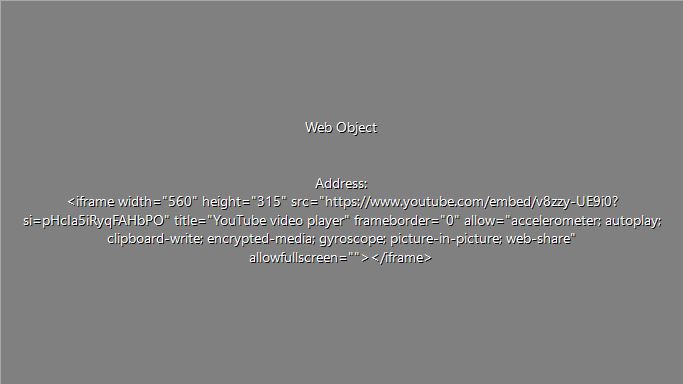 Web Object
Address:
<iframe width="560" height="315" src="https://www.youtube.com/embed/v8zzy-UE9i0?
si=pHcIa5iRyqFAHbPO" title="YouTube video player" frameborder="0" allow="accelerometer; autoplay;
clipboard-write; encrypted-media; gyroscope; picture-in-picture; web-share"
allowfullscreen=""></iframe>